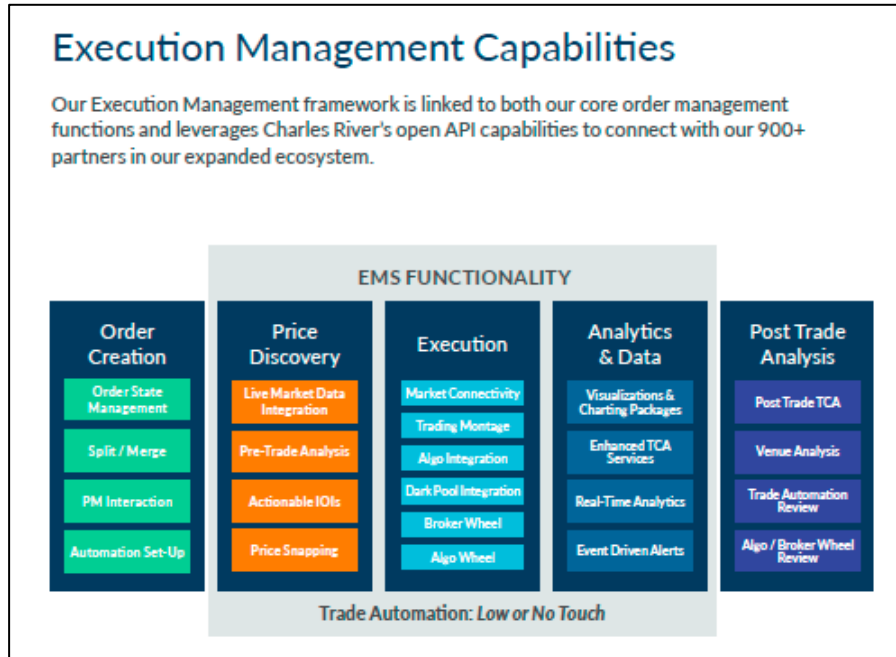 Execution Management Capabilities
Our Execution Management framework is linked to both our core order management
functions and leverages Charles River's open API capabilities to connect with our 900+
partners in our expanded ecosystem.
EMS FUNCTIONALITY
Order
Creation
Order State
Management
Split / Merge
PM Interaction
Automation Set-Up
Price
Discovery
Live Market Data
Integration
Pre-Trade Analysis
Actionable IOIs
Price Snapping
Execution
Market Connectivity
Trading Montage
Algo Integration
Dark Pool Integration
Broker Wheel
Algo Wheel
Analytics
& Data
Visualizations &
Charting Packages
Enhanced TCA
Services
Real-Time Analytics
Event Driven Alerts
Post Trade
Analysis
Post Trade TCA
Venue Analysis
Trade Automation
Review
Algo / Broker Wheel
Review
Trade Automation: Low or No Touch